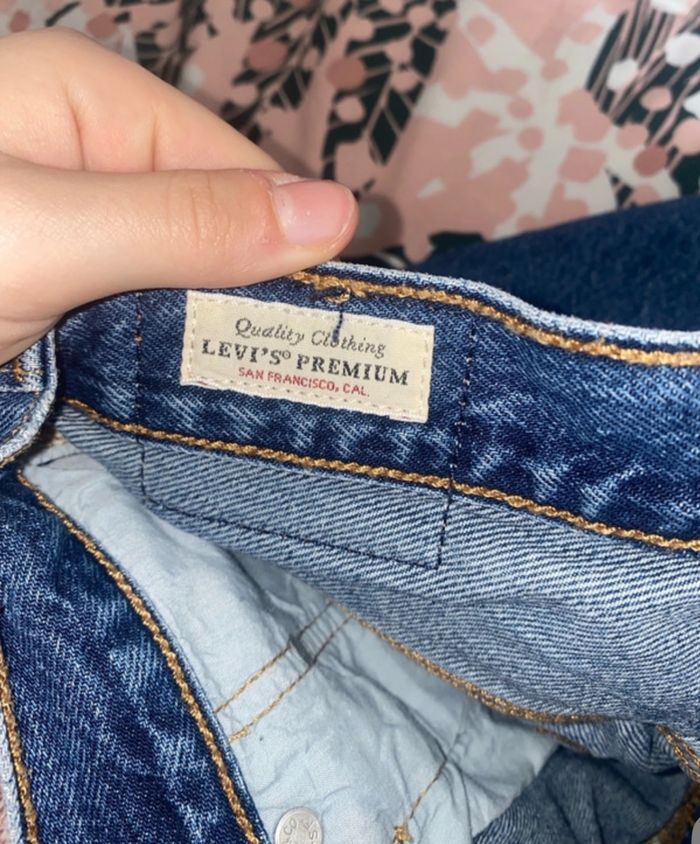 Quality Clothing
LEVI'S® PREMIUM
SAN FRANCISCO, CAL.